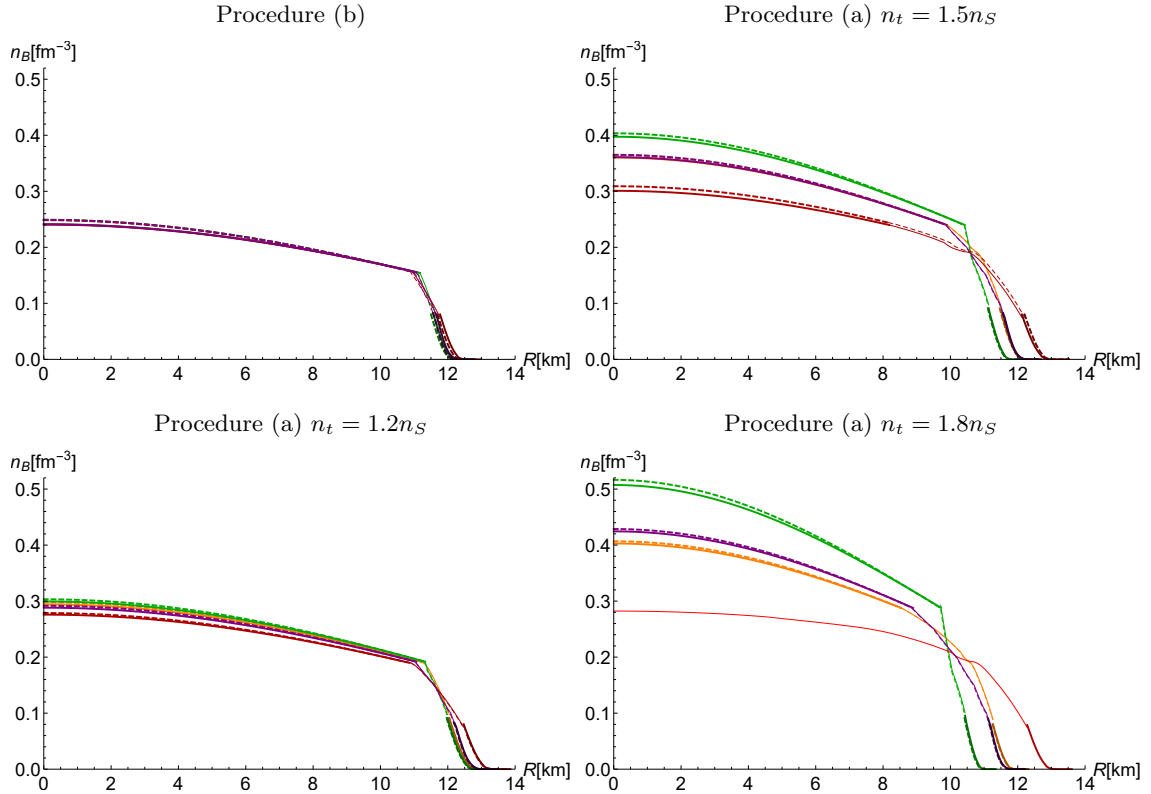 Procedure (b)
n_B[fm⁻³]
0.5
0.4
0.3
0.2
0.1
0.0
0 2 4 6 8 10 12 14
R[km]
Procedure (a) n_t = 1.5n_S
n_B[fm⁻³]
0.5
0.4
0.3
0.2
0.1
0.0
0 2 4 6 8 10 12 14
R[km]
Procedure (a) n_t = 1.2n_S
n_B[fm⁻³]
0.5
0.4
0.3
0.2
0.1
0.0
0 2 4 6 8 10 12 14
R[km]
Procedure (a) n_t = 1.8n_S
n_B[fm⁻³]
0.5
0.4
0.3
0.2
0.1
0.0
0 2 4 6 8 10 12 14
R[km]